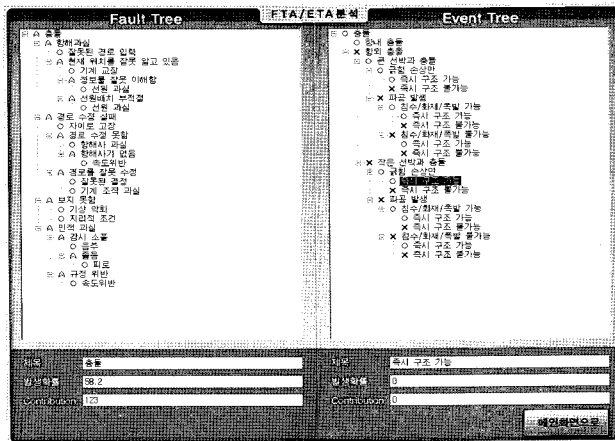 FTA/ETA분석
Fault Tree
A 충돌
A 항해과실
O 잘못된 경로 입력
A 현재 위치를 잘못 알고 있음
O 기계 고장
A 정보를 잘못 이해함
O 선원 과실
A 선원배치 부적절
O 선원 과실
A 경로 수정 실패
O 자이로 고장
A 경로 수정 못함
O 항해사 과실
A 항해사가 없음
O 속도위반
A 경로를 잘못 수정
O 잘못된 결정
O 기계 조작 과실
A 보지 못함
O 기상 악화
O 지리적 조건
A 인적 과실
A 감시 소홀
O 음주
A 졸음
O 피로
A 규정 위반
O 속도위반
제목 충돌
발생확률 58.2
Contribution 123
Event Tree
O 충돌
O 항내 충돌
X 항외 충돌
O 큰 선박과 충돌
O 긁힘 손상만
O 즉시 구조 가능
X 즉시 구조 불가능
X 파공 발생
O 침수/화재/폭발 가능
O 즉시 구조 가능
X 즉시 구조 불가능
X 침수/화재/폭발 불가능
O 즉시 구조 가능
X 즉시 구조 불가능
X 작은 선박과 충돌
O 긁힘 손상만
O 즉시 구조 가능
X 즉시 구조 불가능
X 파공 발생
O 침수/화재/폭발 가능
O 즉시 구조 가능
X 즉시 구조 불가능
X 침수/화재/폭발 불가능
O 즉시 구조 가능
X 즉시 구조 불가능
제목 즉시 구조 가능
발생확률 0
Contribution 0
메인화면으로